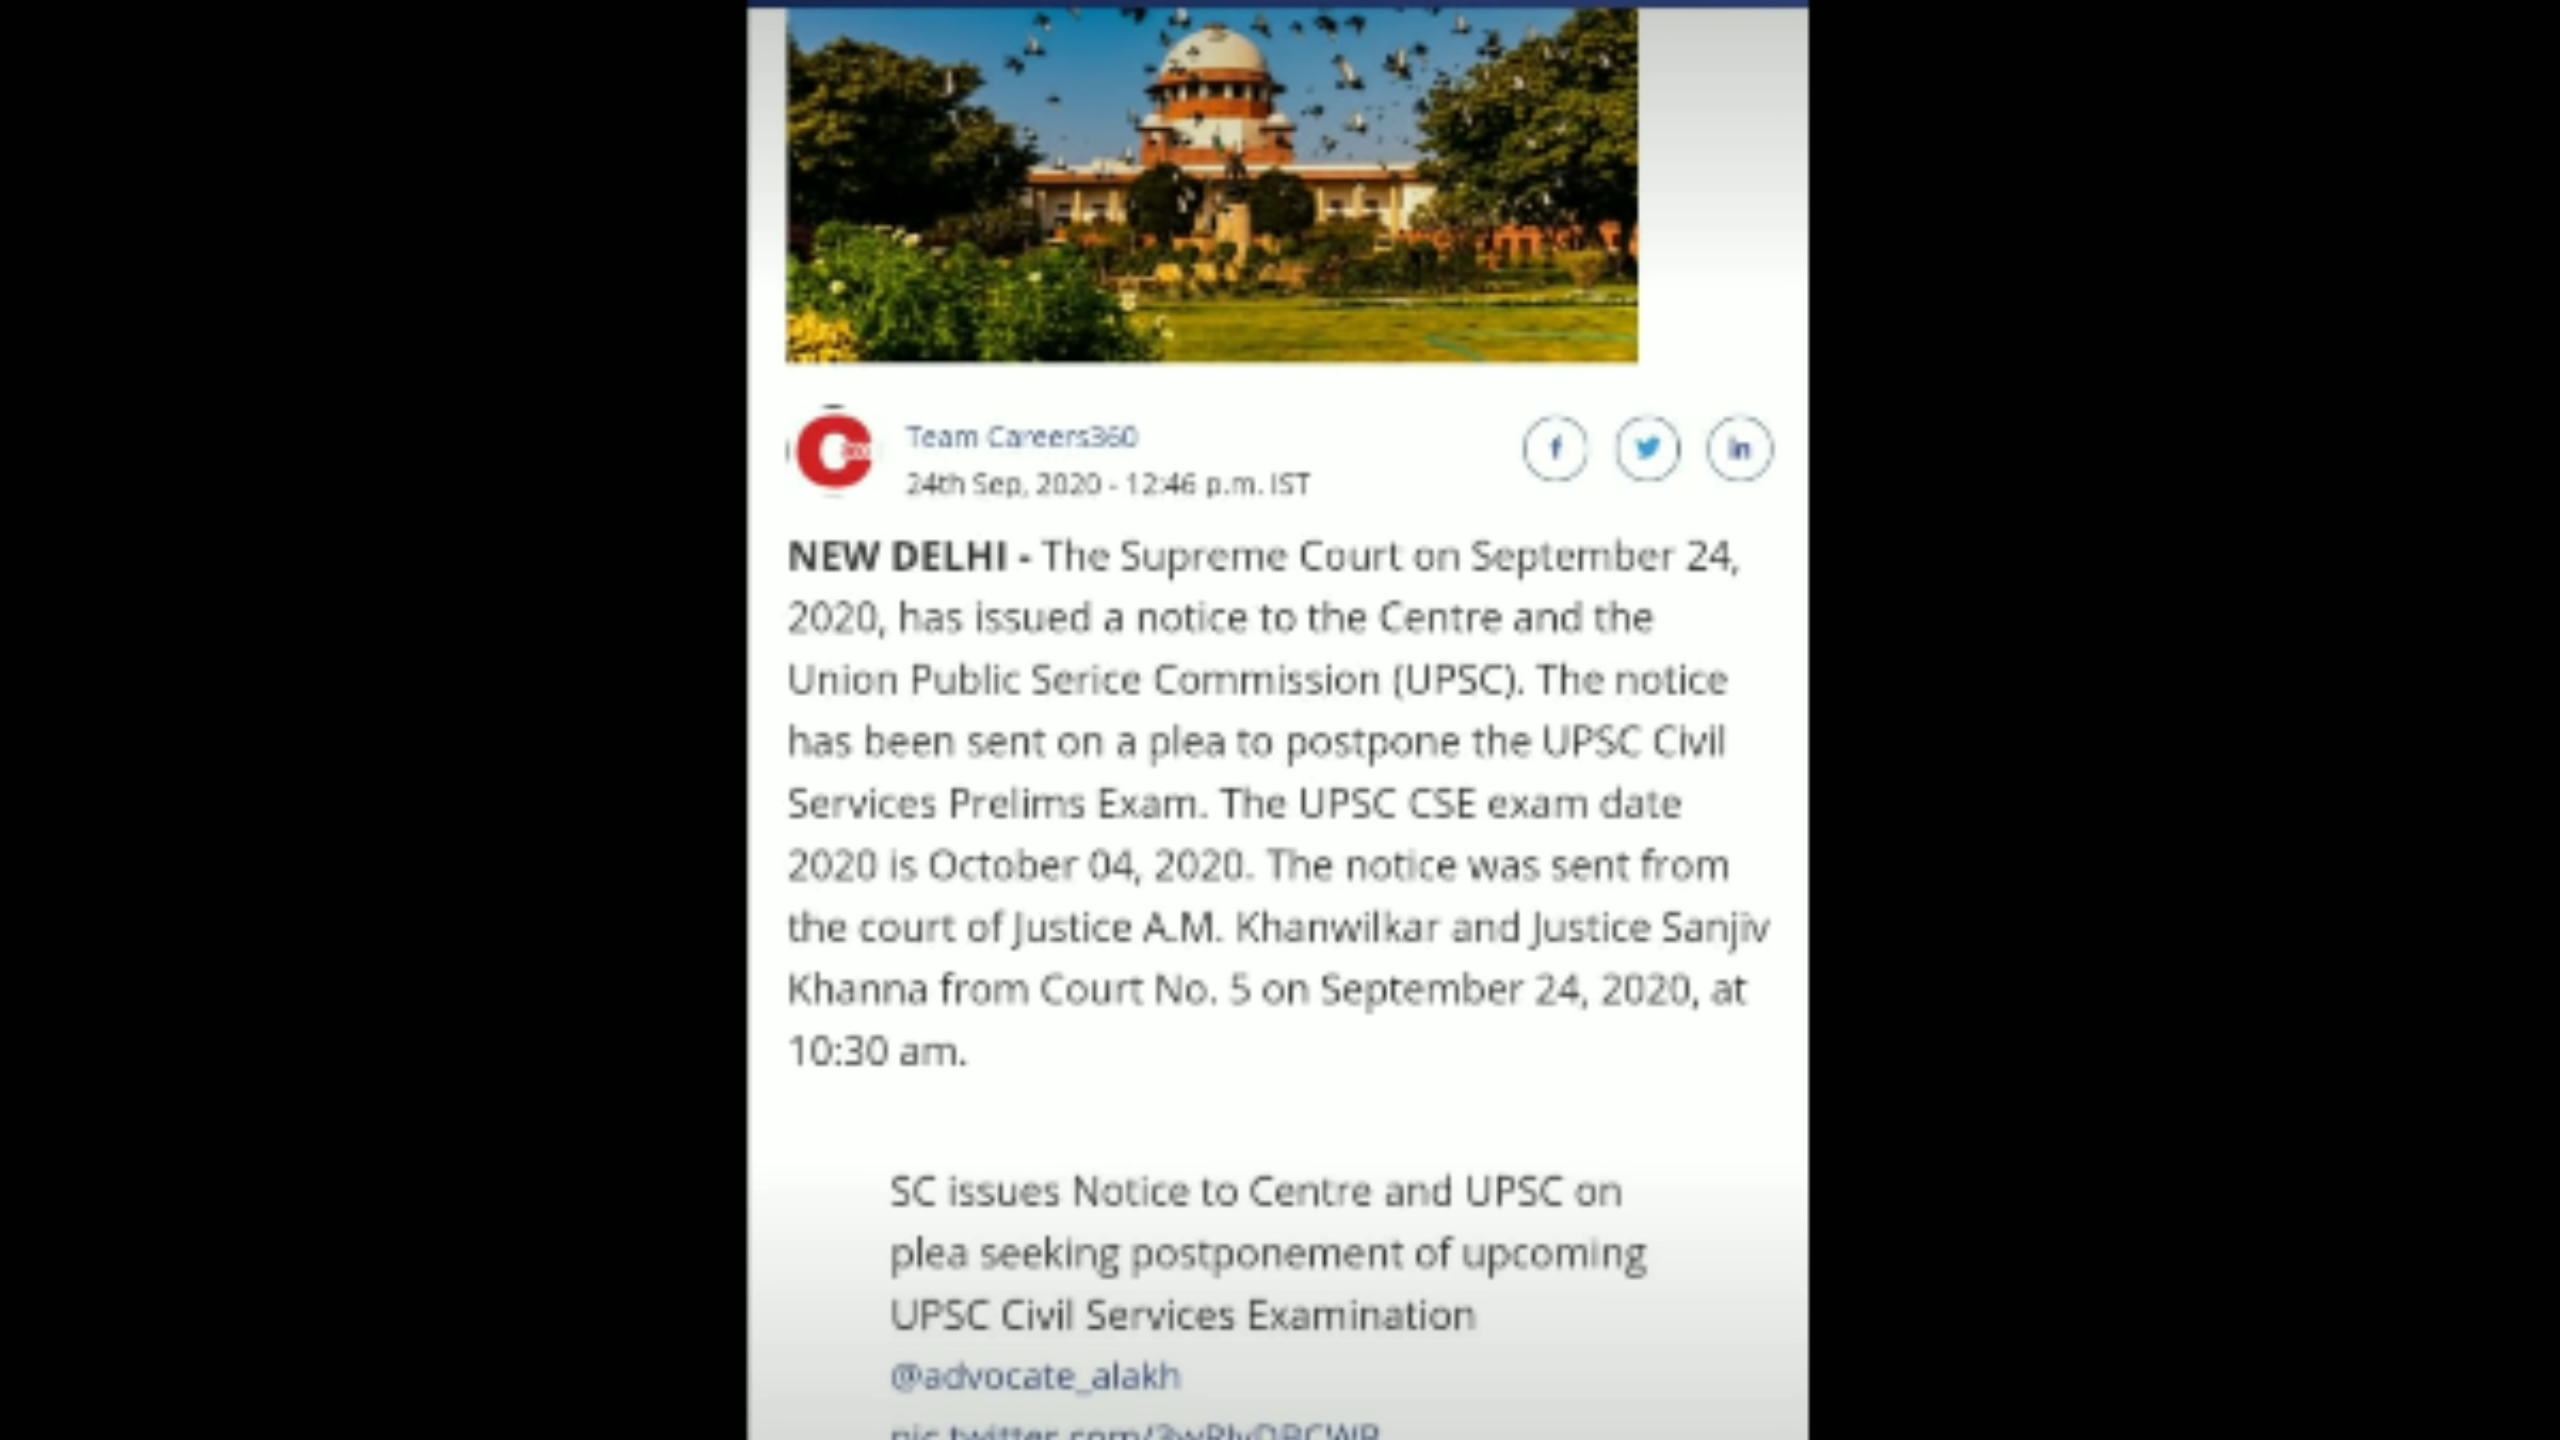 Team Careers360
24th Sep, 2020 - 12:46 p.m. IST
NEW DELHI - The Supreme Court on September 24,
2020, has issued a notice to the Centre and the
Union Public Serice Commission (UPSC). The notice
has been sent on a plea to postpone the UPSC Civil
Services Prelims Exam. The UPSC CSE exam date
2020 is October 04, 2020. The notice was sent from
the court of Justice A.M. Khanwilkar and Justice Sanjiv
Khanna from Court No. 5 on September 24, 2020, at
10:30 am.
SC issues Notice to Centre and UPSC on
plea seeking postponement of upcoming
UPSC Civil Services Examination
@advocate_alakh